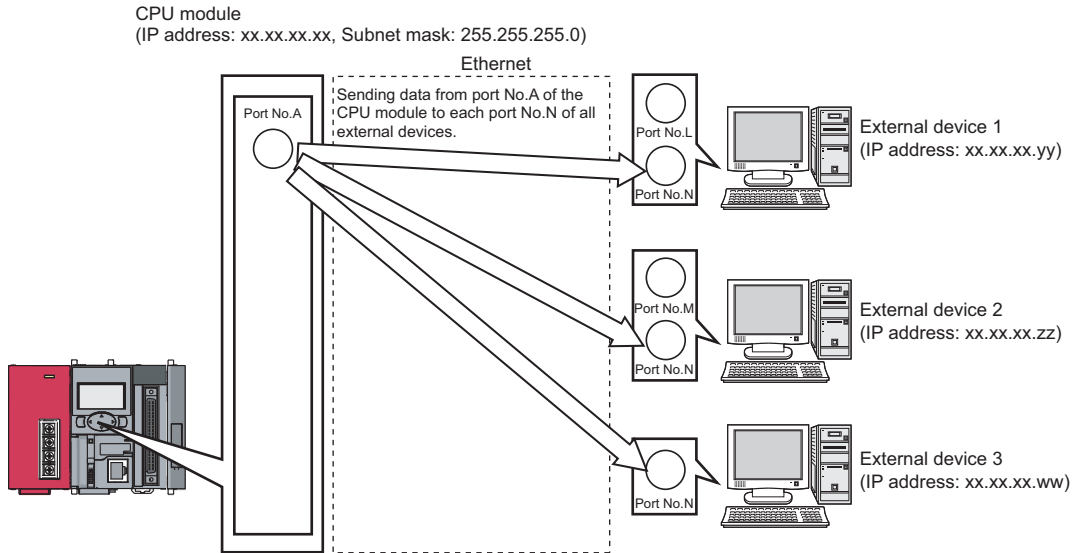 CPU module
(IP address: xx.xx.xx.xx, Subnet mask: 255.255.255.0)
Ethernet
Port No.A
Sending data from port No.A of the
CPU module to each port No.N of all
external devices.
Port No.L
Port No.N
External device 1
(IP address: xx.xx.xx.yy)
Port No.M
Port No.N
External device 2
(IP address: xx.xx.xx.zz)
Port No.N
External device 3
(IP address: xx.xx.xx.ww)